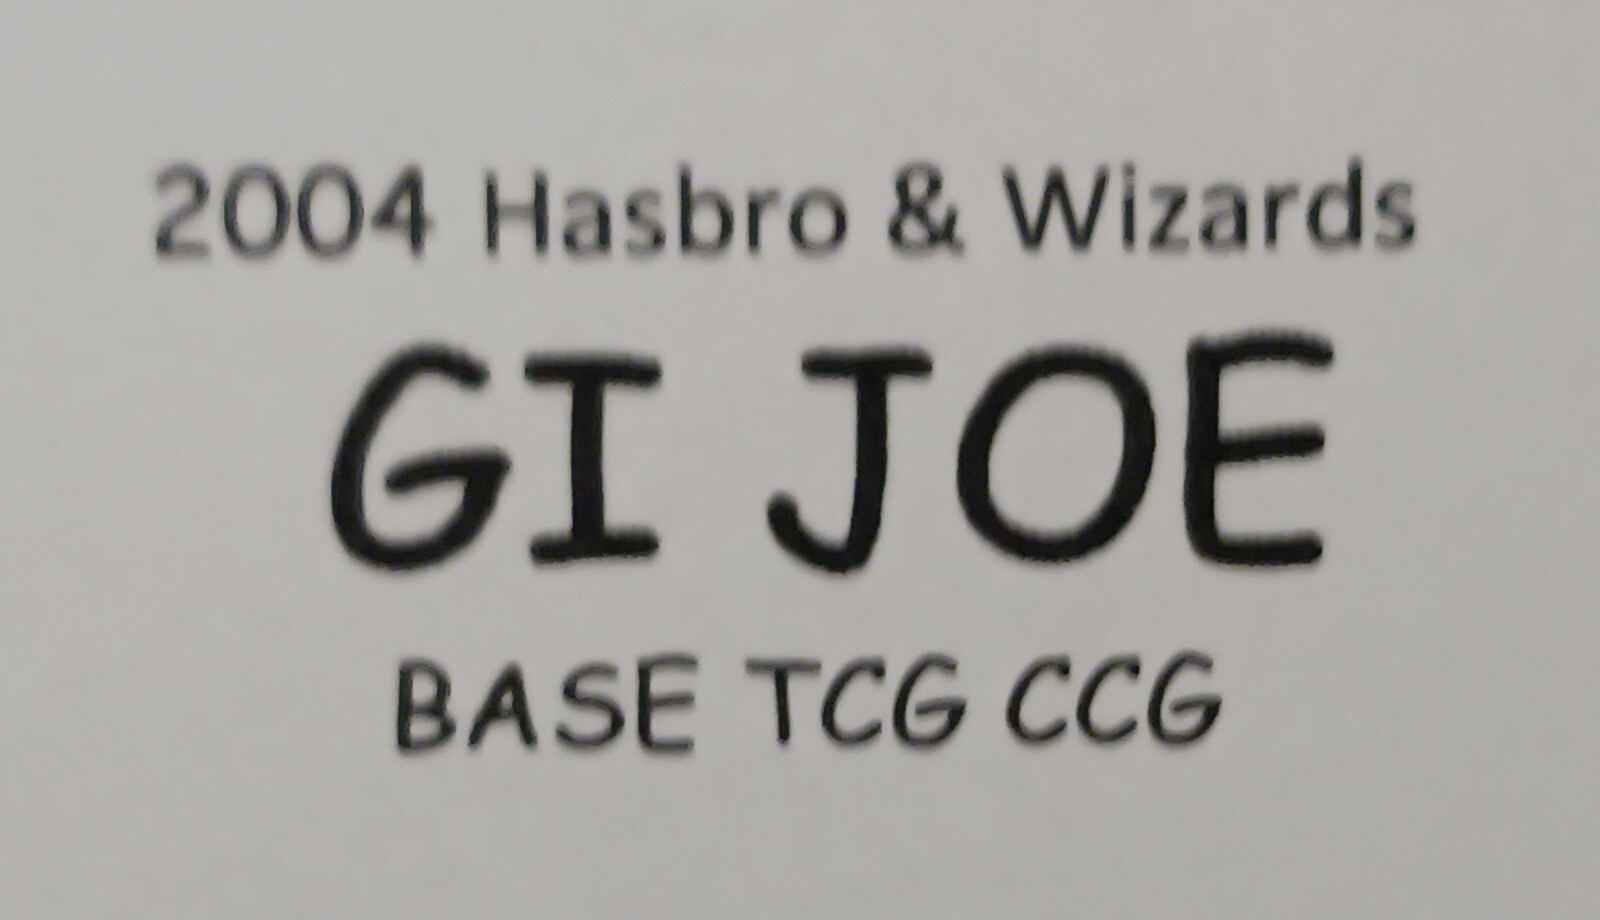 2004 Hasbro & Wizards
GI JOE
BASE TCG CCG